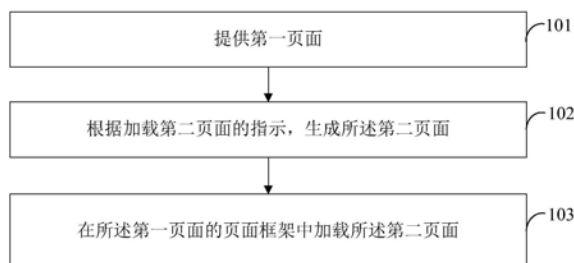 提供第一页面
101
根据加载第二页面的指示，生成所述第二页面
102
在所述第一页面的页面框架中加载所述第二页面
103